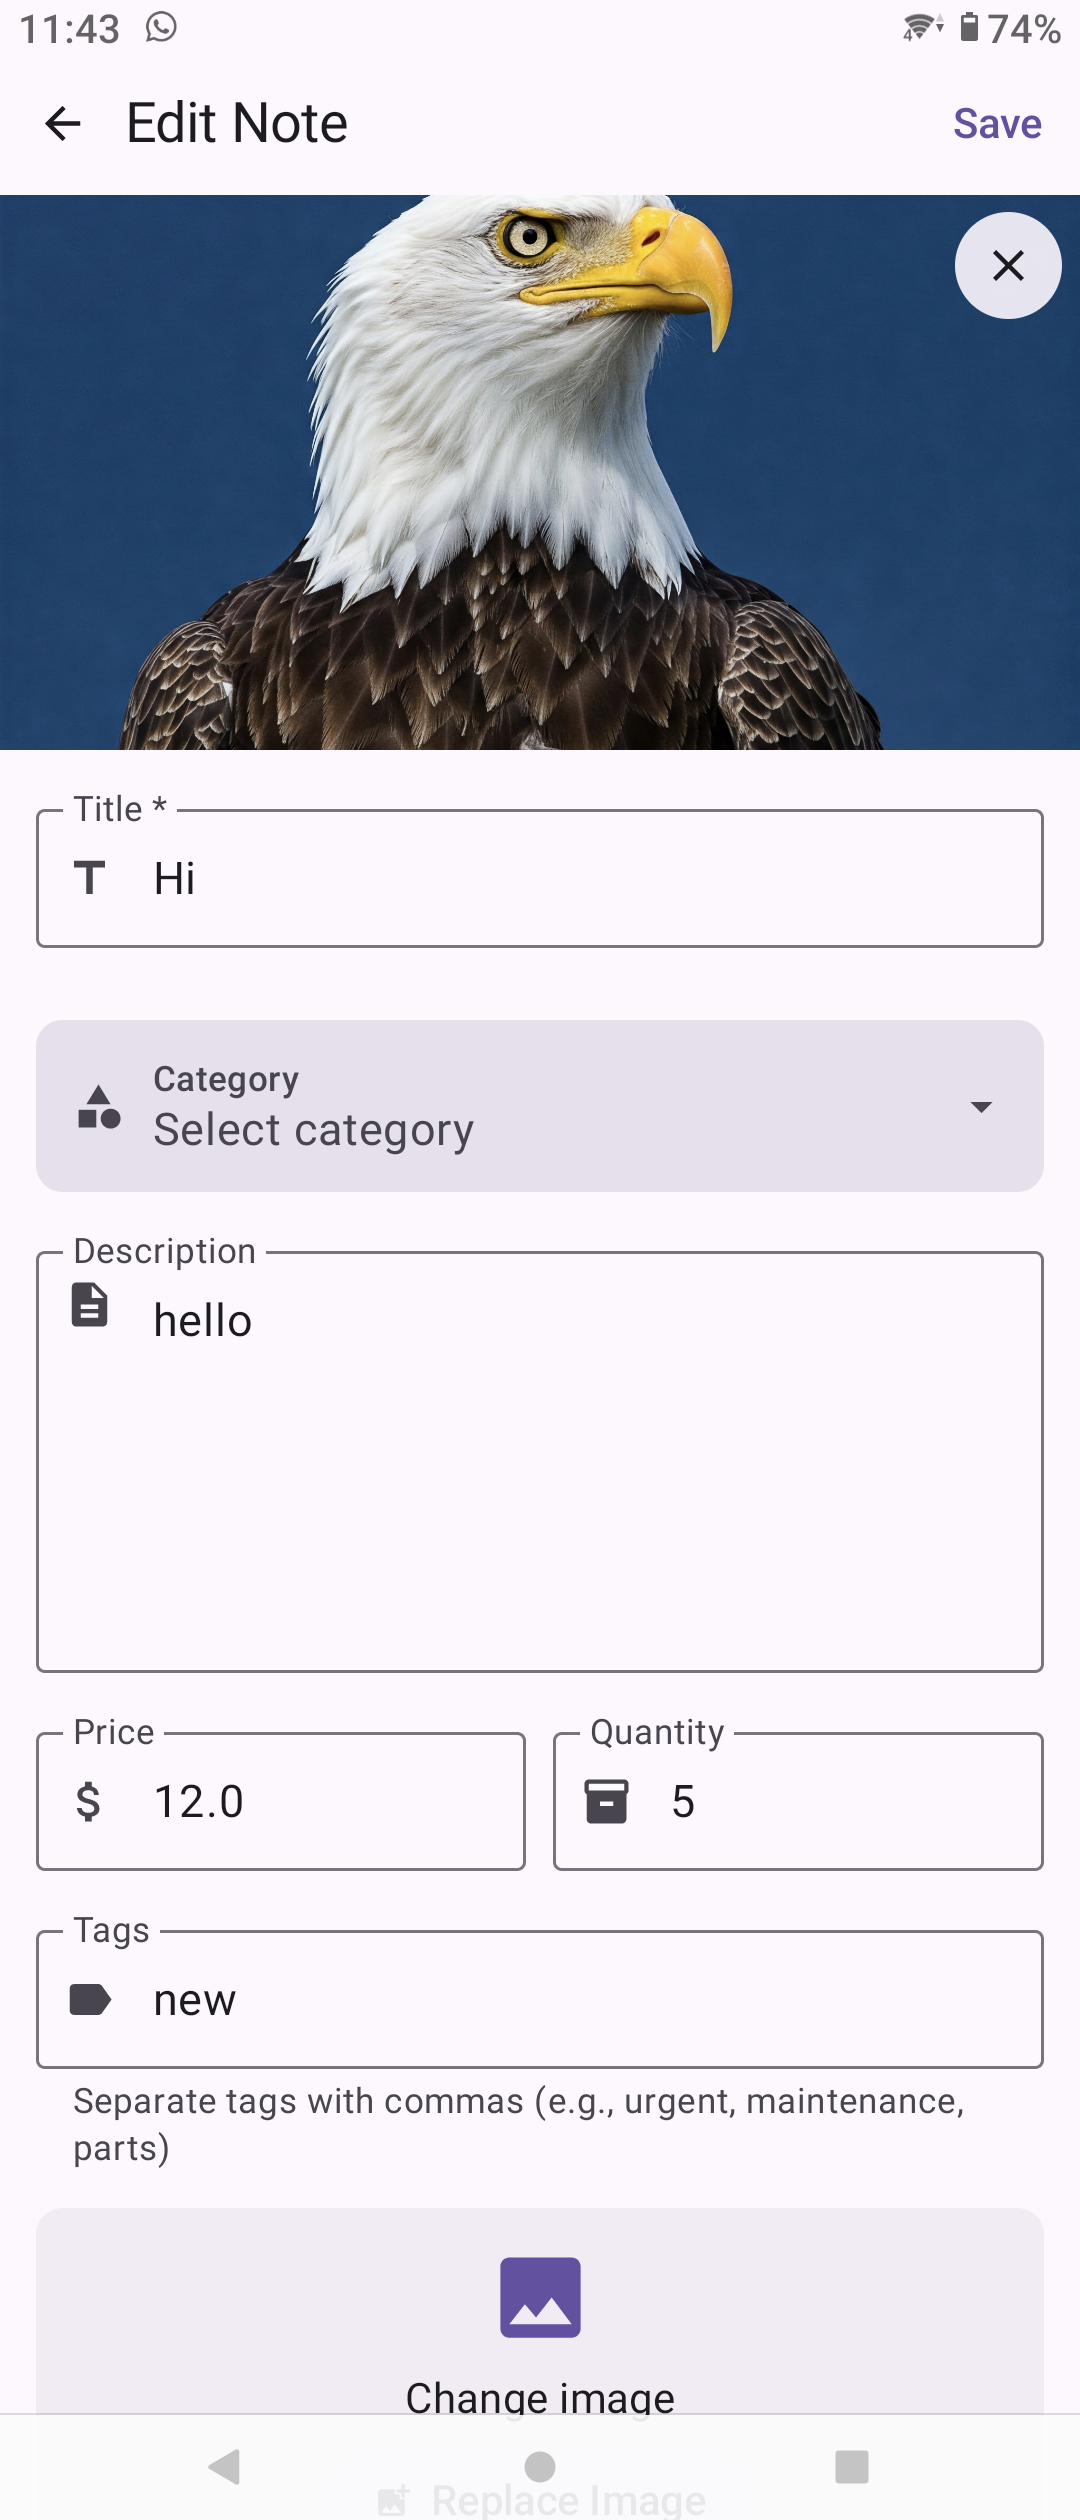 11:43
4
74%
Edit Note
Save
Title *
Hi
Category
Select category
Description
hello
Price
$ 12.0
Quantity
5
Tags
new
Separate tags with commas (e.g., urgent, maintenance,
parts)
Change image
Replace Image